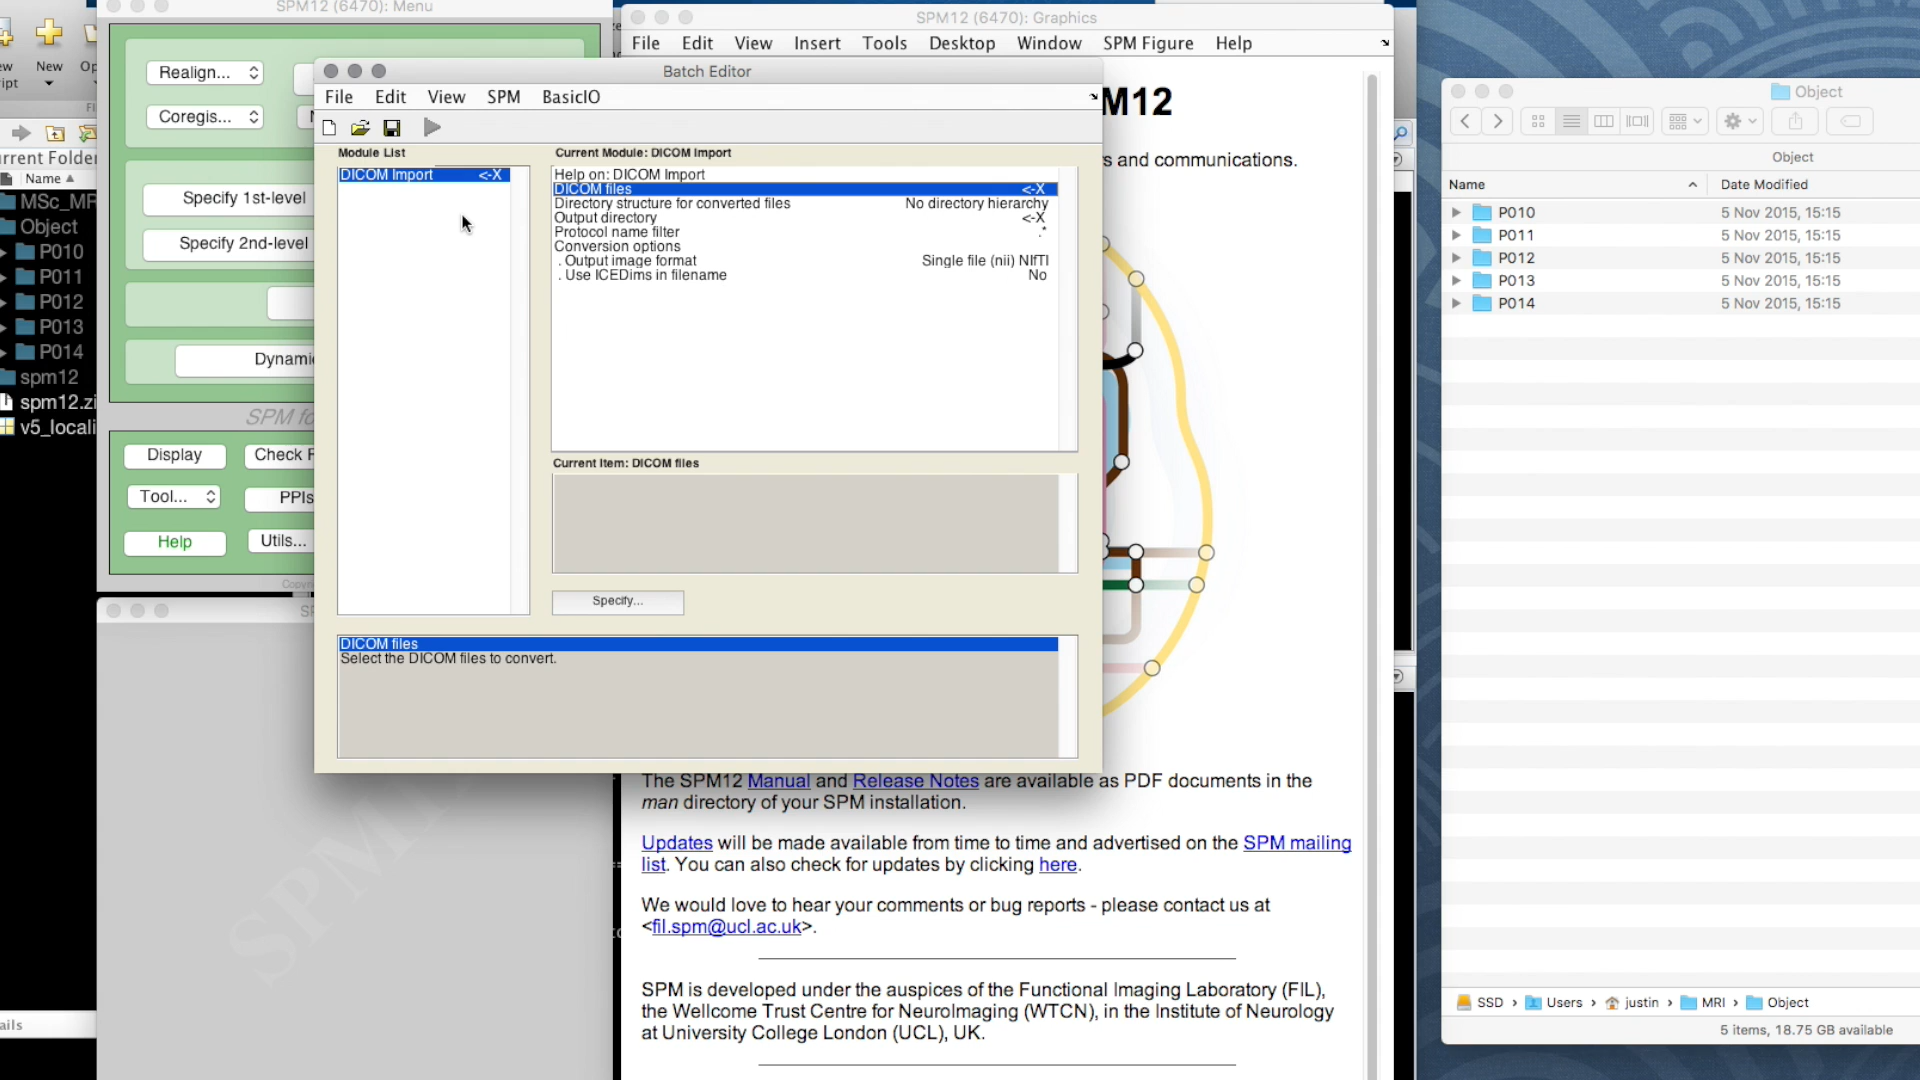 SPM12 (6470): Menu
Realign...
Coregis...
Specify 1st-level
Specify 2nd-level
Dynami
SPM fo
Display
Check
Tool...
PPIs
Help
Utils...
New
Name
MSc_MR
Object
P010
P011
P012
P013
P014
spm12
spm12.zi
v5_locali
SPM12 (6470): Graphics
File Edit View Insert Tools Desktop Window SPM Figure Help
M12
s and communications.
Batch Editor
File Edit View SPM BasicIO
Module List
DICOM Import <-X
Current Module: DICOM Import
Help on: DICOM Import
DICOM files <-X
Directory structure for converted files No directory hierarchy
Output directory <-X
Protocol name filter .*
Conversion options
. Output image format Single file (nii) NIfTI
. Use ICEDims in filename No
Current Item: DICOM files
Specify...
DICOM files
Select the DICOM files to convert.
The SPM12 Manual and Release Notes are available as PDF documents in the
man directory of your SPM installation.
Updates will be made available from time to time and advertised on the SPM mailing
list. You can also check for updates by clicking here.
We would love to hear your comments or bug reports - please contact us at
<fil.spm@ucl.ac.uk>.
SPM is developed under the auspices of the Functional Imaging Laboratory (FIL),
the Wellcome Trust Centre for NeuroImaging (WTCN), in the Institute of Neurology
at University College London (UCL), UK.
Object
Object
Name Date Modified
P010 5 Nov 2015, 15:15
P011 5 Nov 2015, 15:15
P012 5 Nov 2015, 15:15
P013 5 Nov 2015, 15:15
P014 5 Nov 2015, 15:15
SSD › Users › justin › MRI › Object
5 items, 18.75 GB available